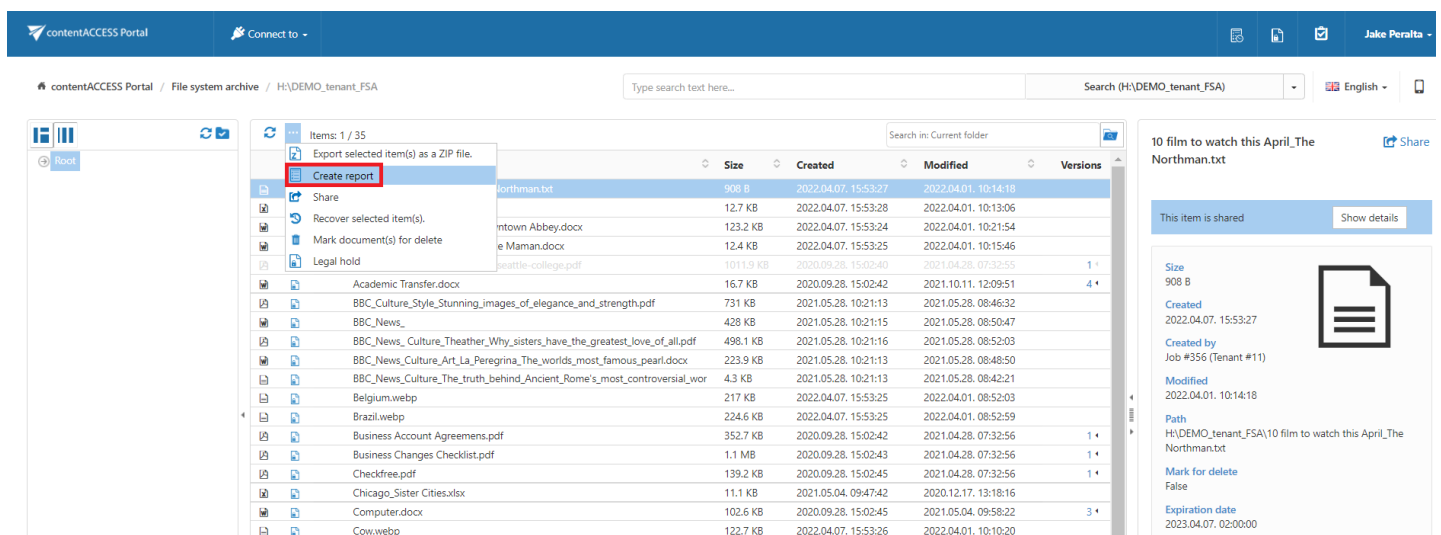 contentACCESS Portal Connect to Jake Peralta
contentACCESS Portal / File system archive / H:\DEMO_tenant_FSA Type search text here... Search (H:\DEMO_tenant_FSA) English
Root
Items: 1 / 35 Search in: Current folder
Export selected item(s) as a ZIP file.
Create report
Share
Recover selected item(s).
Mark document(s) for delete
Legal hold
Size Created Modified Versions
Northman.txt 908 B 2022.04.07. 15:53:27 2022.04.01. 10:14:18
12.7 KB 2022.04.07. 15:53:28 2022.04.01. 10:13:06
ntown Abbey.docx 123.2 KB 2022.04.07. 15:53:24 2022.04.01. 10:21:54
e Maman.docx 12.4 KB 2022.04.07. 15:53:25 2022.04.01. 10:15:46
seattle-college.pdf 1011.9 KB 2020.09.28. 15:02:40 2021.04.28. 07:32:55 1
Academic Transfer.docx 16.7 KB 2020.09.28. 15:02:42 2021.10.11. 12:09:51 4
BBC_Culture_Style_Stunning_images_of_elegance_and_strength.pdf 731 KB 2021.05.28. 10:21:13 2021.05.28. 08:46:32
BBC_News_ 428 KB 2021.05.28. 10:21:15 2021.05.28. 08:50:47
BBC_News_ Culture_Theather_Why_sisters_have_the_greatest_love_of_all.pdf 498.1 KB 2021.05.28. 10:21:16 2021.05.28. 08:52:03
BBC_News_Culture_Art_La_Peregrina_The_worlds_most_famous_pearl.docx 223.9 KB 2021.05.28. 10:21:13 2021.05.28. 08:48:50
BBC_News_Culture_The_truth_behind_Ancient_Rome's_most_controversial_wor 4.3 KB 2021.05.28. 10:21:13 2021.05.28. 08:42:21
Belgium.webp 217 KB 2022.04.07. 15:53:25 2022.04.01. 08:52:03
Brazil.webp 224.6 KB 2022.04.07. 15:53:25 2022.04.01. 08:52:59
Business Account Agreemens.pdf 352.7 KB 2020.09.28. 15:02:42 2021.04.28. 07:32:56 1
Business Changes Checklist.pdf 1.1 MB 2020.09.28. 15:02:43 2021.04.28. 07:32:56 1
Checkfree.pdf 139.2 KB 2020.09.28. 15:02:45 2021.04.28. 07:32:56 1
Chicago_Sister Cities.xlsx 11.1 KB 2021.05.04. 09:47:42 2020.12.17. 13:18:16
Computer.docx 102.6 KB 2020.09.28. 15:02:45 2021.05.04. 09:58:22 3
Cow.webp 122.7 KB 2022.04.07. 15:53:26 2022.04.01. 10:10:20
10 film to watch this April_The Share
Northman.txt
This item is shared Show details
Size
908 B
Created
2022.04.07. 15:53:27
Created by
Job #356 (Tenant #11)
Modified
2022.04.01. 10:14:18
Path
H:\DEMO_tenant_FSA\10 film to watch this April_The
Northman.txt
Mark for delete
False
Expiration date
2023.04.07. 02:00:00